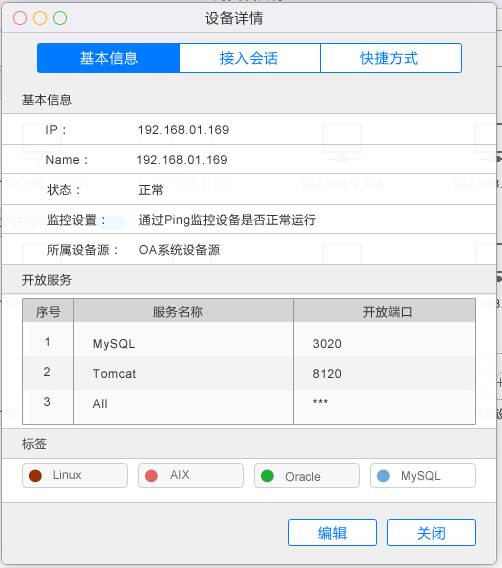 设备详情
基本信息 接入会话 快捷方式
基本信息
IP： 192.168.01.169
Name： 192.168.01.169
状态： 正常
监控设置： 通过Ping监控设备是否正常运行
所属设备源： OA系统设备源
开放服务
序号 服务名称 开放端口
1 MySQL 3020
2 Tomcat 8120
3 All ***
标签
Linux AIX Oracle MySQL
编辑 关闭